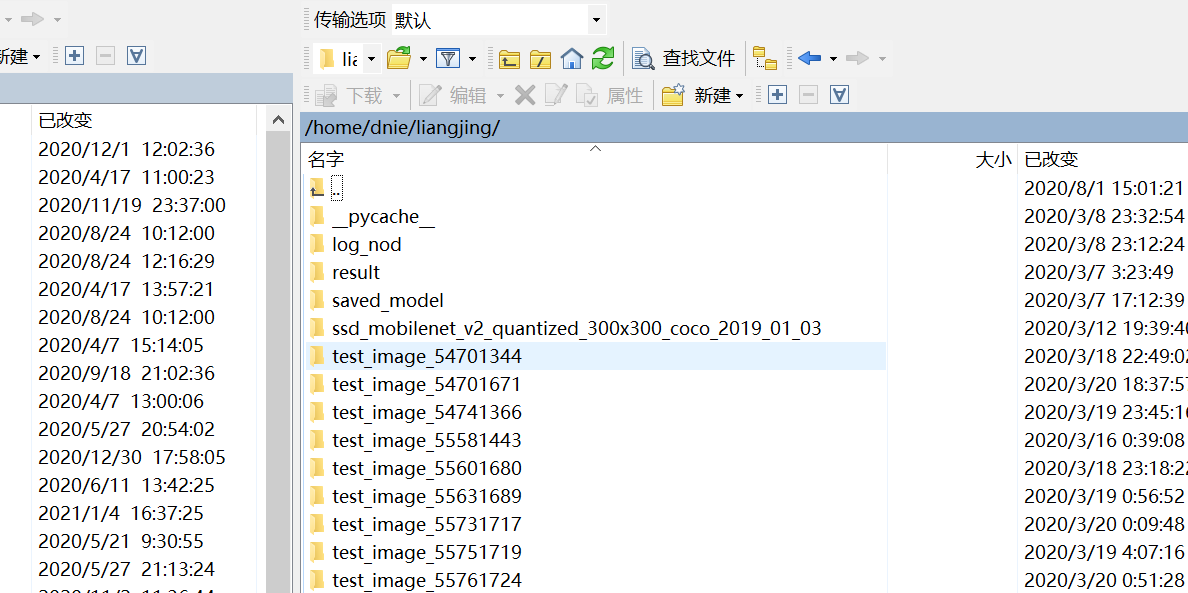 传输选项 默认
新建 查找文件
下载 编辑 属性 新建
/home/dnie/liangjing/
已改变
2020/12/1 12:02:36
2020/4/17 11:00:23
2020/11/19 23:37:00
2020/8/24 10:12:00
2020/8/24 12:16:29
2020/4/17 13:57:21
2020/8/24 10:12:00
2020/4/7 15:14:05
2020/9/18 21:02:36
2020/4/7 13:00:06
2020/5/27 20:54:02
2020/12/30 17:58:05
2020/6/11 13:42:25
2021/1/4 16:37:25
2020/5/21 9:30:55
2020/5/27 21:13:24
名字 大小 已改变
.. 2020/8/1 15:01:21
__pycache__ 2020/3/8 23:32:54
log_nod 2020/3/8 23:12:24
result 2020/3/7 3:23:49
saved_model 2020/3/7 17:12:39
ssd_mobilenet_v2_quantized_300x300_coco_2019_01_03 2020/3/12 19:39:4
test_image_54701344 2020/3/18 22:49:02
test_image_54701671 2020/3/20 18:37:57
test_image_54741366 2020/3/19 23:45:16
test_image_55581443 2020/3/16 0:39:08
test_image_55601680 2020/3/18 23:18:22
test_image_55631689 2020/3/19 0:56:52
test_image_55731717 2020/3/20 0:09:48
test_image_55751719 2020/3/19 4:07:16
test_image_55761724 2020/3/20 0:51:28